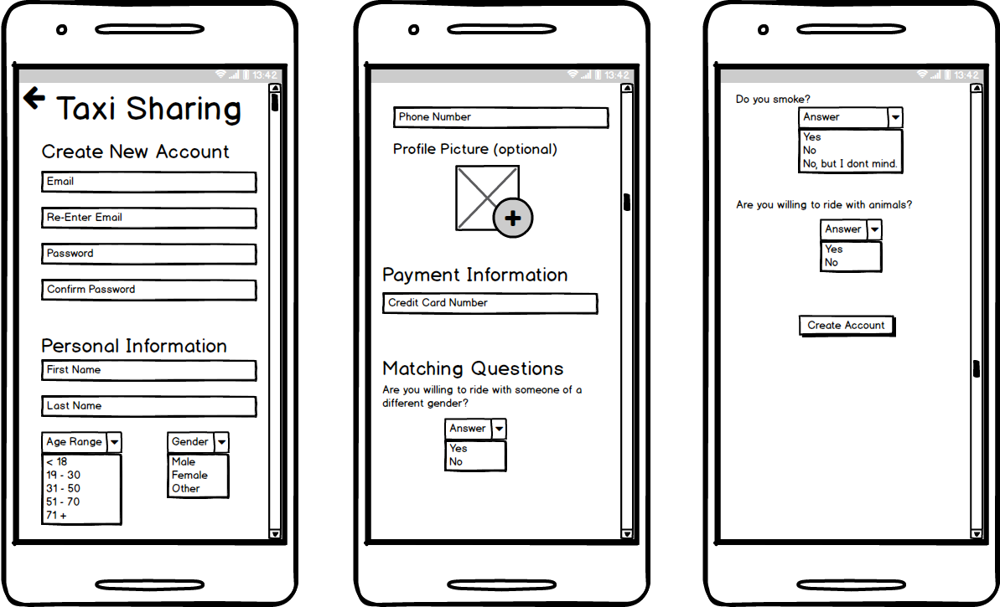 13:42
Taxi Sharing
Create New Account
Email
Re-Enter Email
Password
Confirm Password
Personal Information
First Name
Last Name
Age Range
< 18
19 - 30
31 - 50
51 - 70
71 +
Gender
Male
Female
Other
13:42
Phone Number
Profile Picture (optional)
+
Payment Information
Credit Card Number
Matching Questions
Are you willing to ride with someone of a
different gender?
Answer
Yes
No
13:42
Do you smoke?
Answer
Yes
No
No, but I dont mind.
Are you willing to ride with animals?
Answer
Yes
No
Create Account